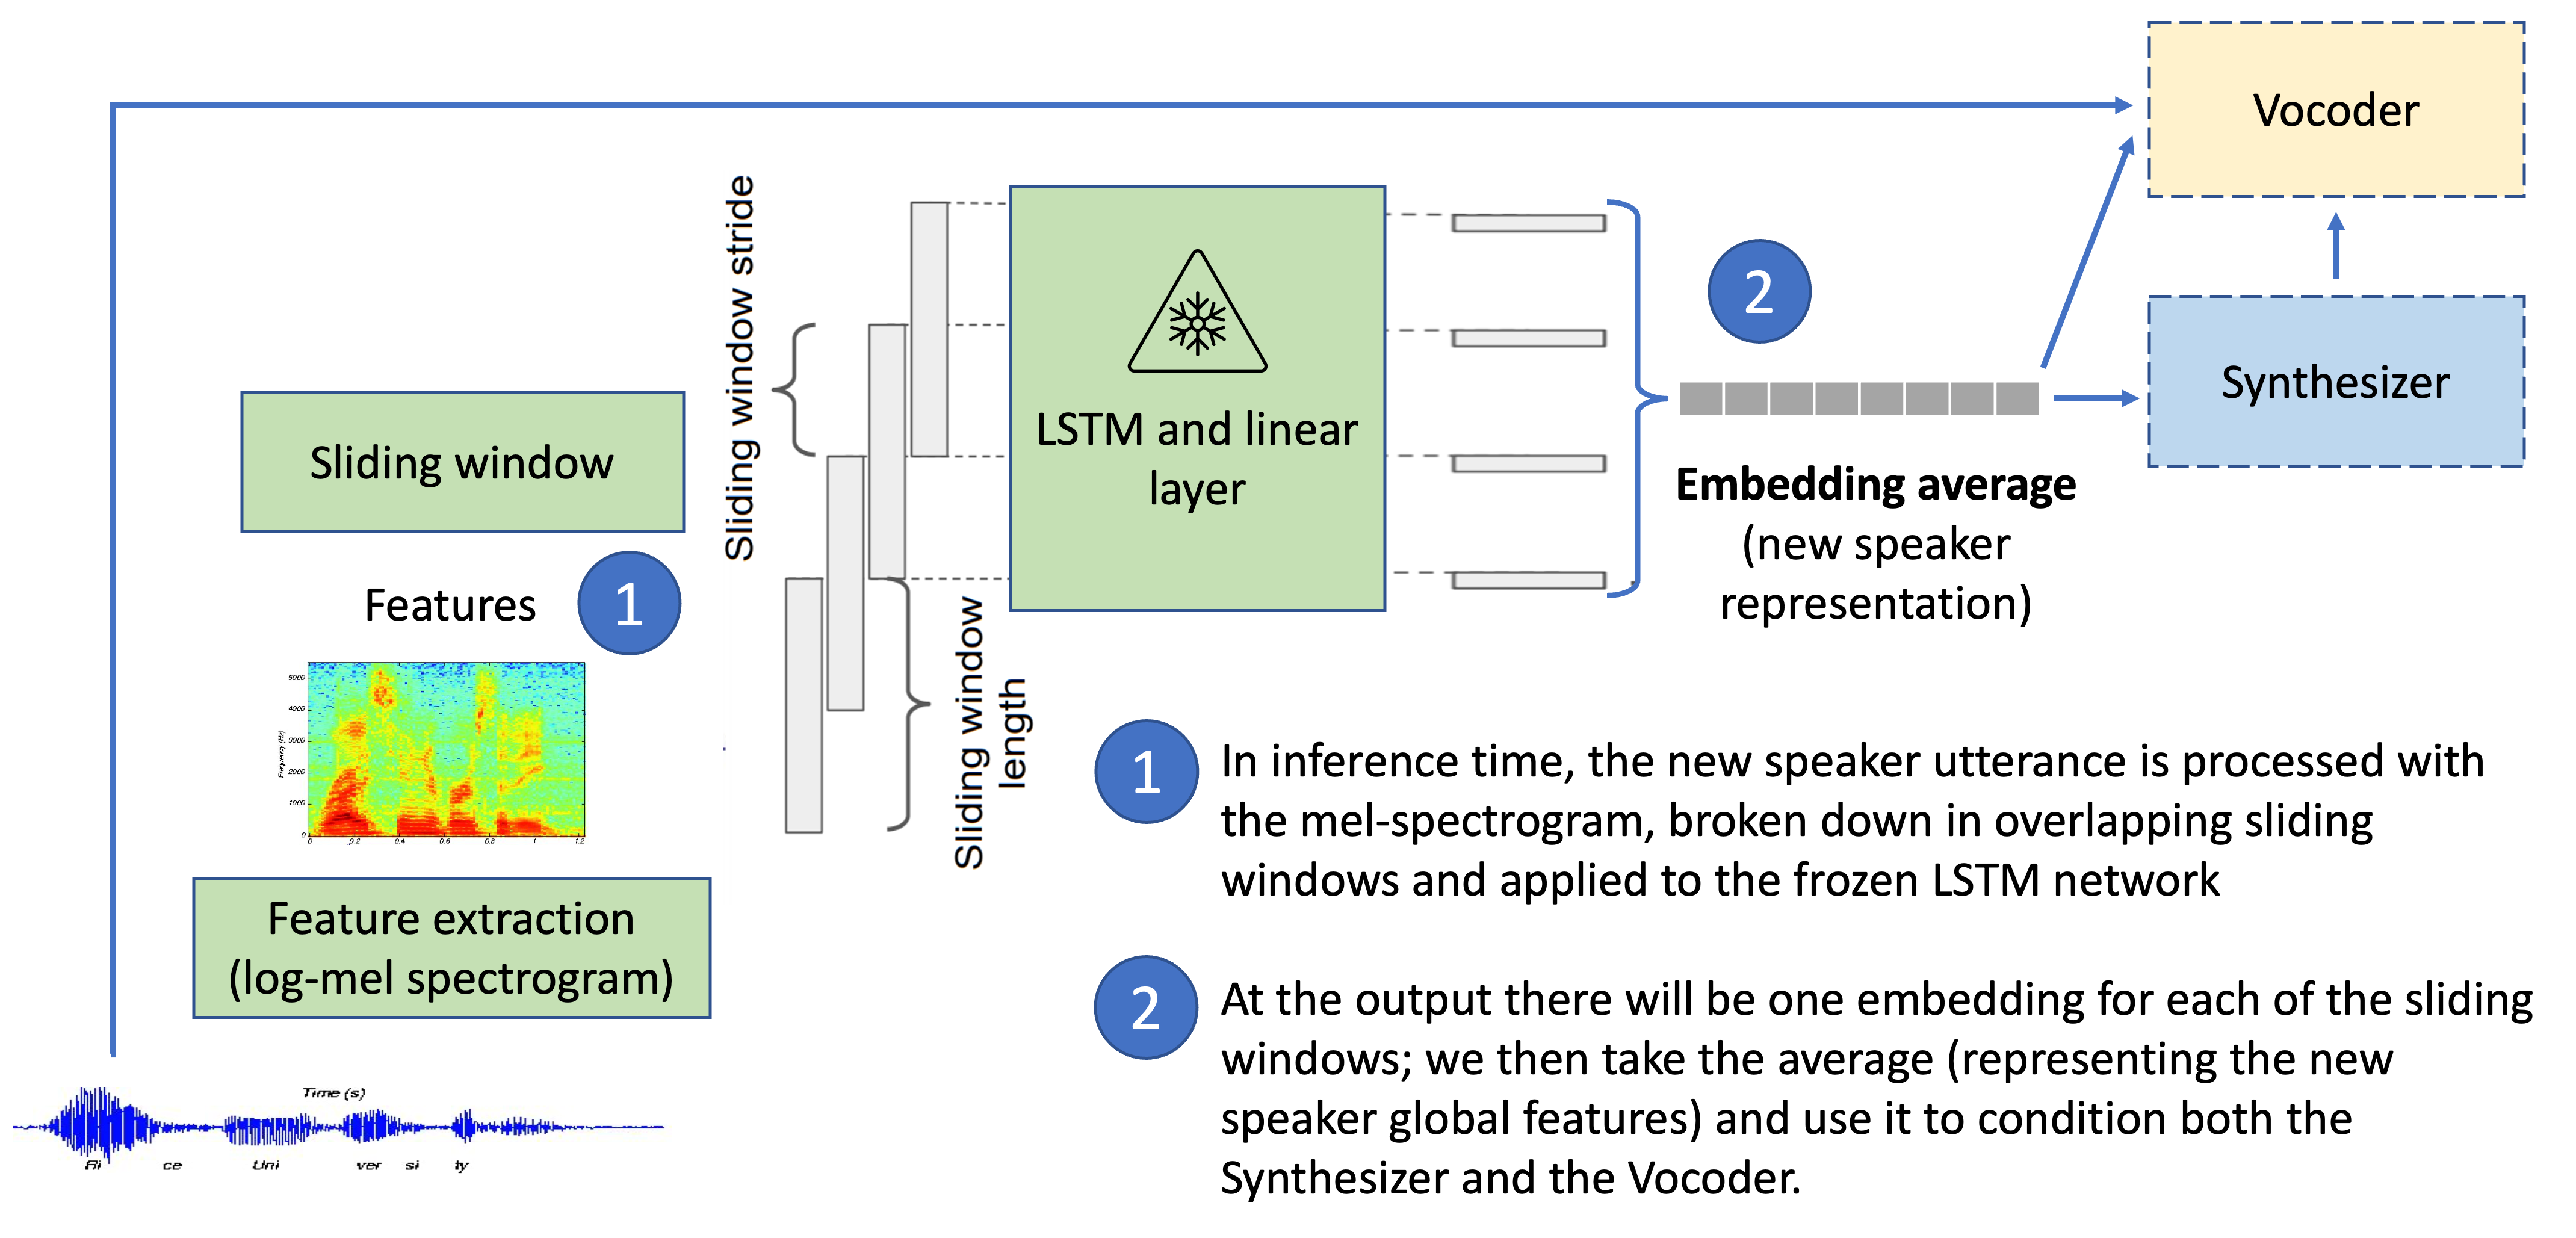 Vocoder
Synthesizer
Sliding window stride
Sliding window
Features
1
LSTM and linear
layer
2
Embedding average
(new speaker
representation)
Sliding window
length
Frequency (Hz)
5000
4000
3000
2000
1000
0
0 0.2 0.4 0.6 0.8 1 1.2
Feature extraction
(log-mel spectrogram)
Time (s)
Ri ce Uni ver si ty
1
In inference time, the new speaker utterance is processed with
the mel-spectrogram, broken down in overlapping sliding
windows and applied to the frozen LSTM network
2
At the output there will be one embedding for each of the sliding
windows; we then take the average (representing the new
speaker global features) and use it to condition both the
Synthesizer and the Vocoder.